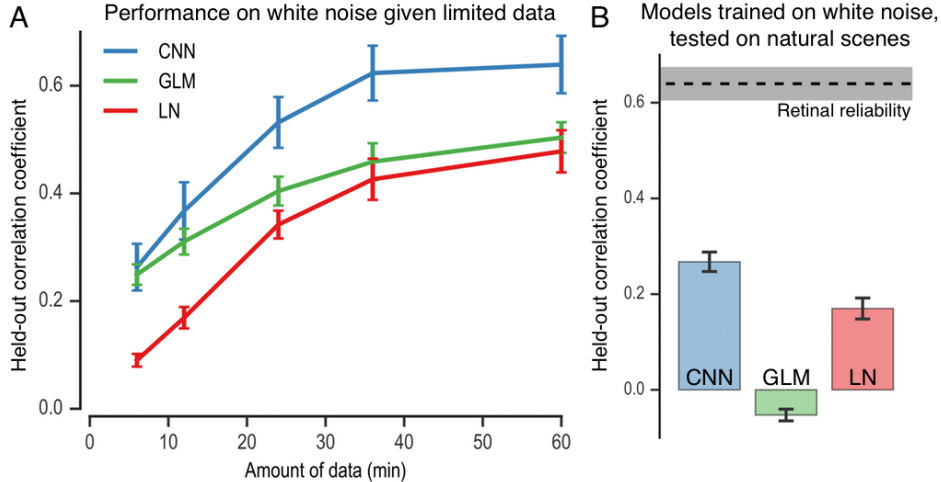 A
Performance on white noise given limited data
CNN
GLM
LN
Held-out correlation coefficient
0.6
0.4
0.2
0.0
0
10
20
30
40
50
60
Amount of data (min)
B
Models trained on white noise,
tested on natural scenes
Held-out correlation coefficient
0.6
0.4
0.2
0.0
Retinal reliability
CNN
GLM
LN